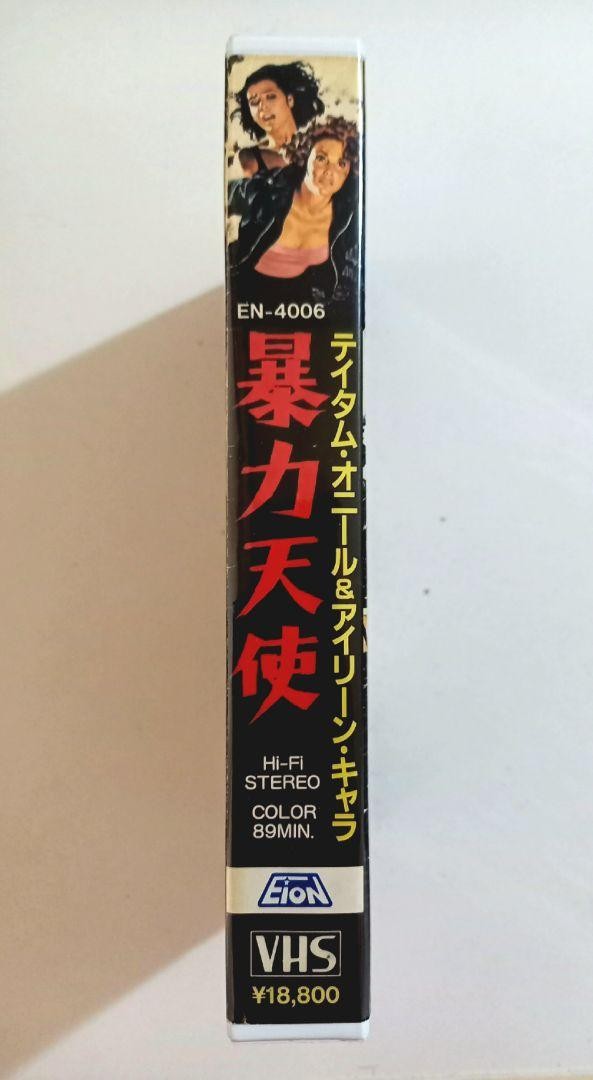 EN-4006
テイタム・オニール&アイリーン・キャラ
暴力天使
Hi-Fi
STEREO
COLOR
89MIN.
EION
VHS
¥18,800